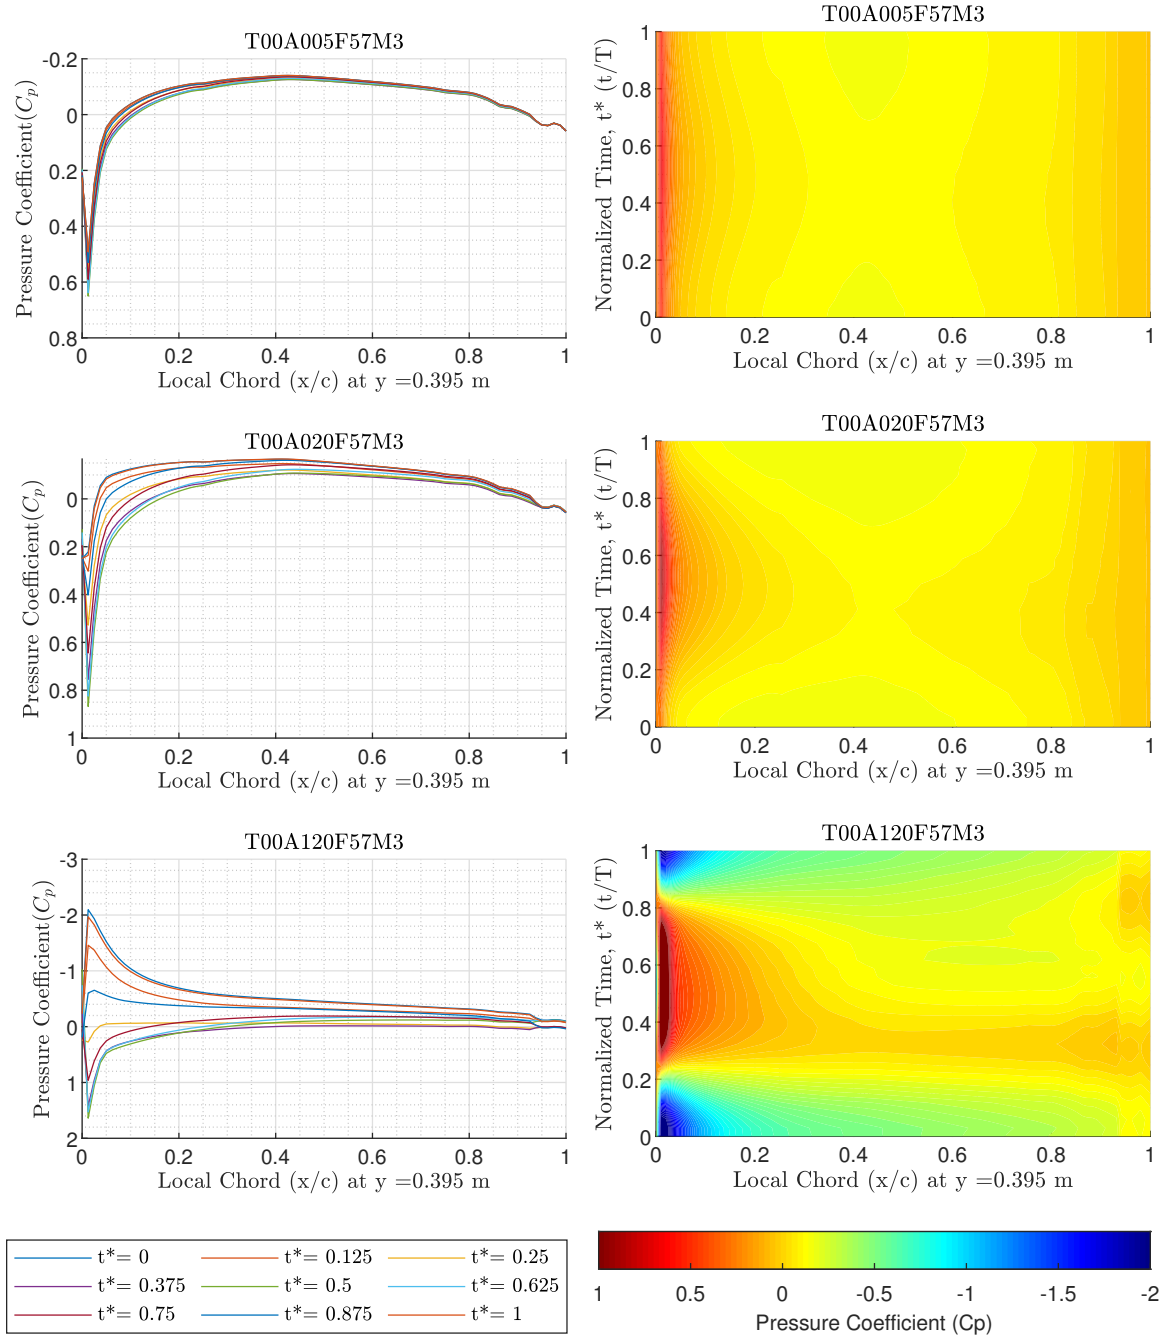 T00A005F57M3
-0.2
0
0.2
0.4
0.6
0.8
Pressure Coefficient(Cp)
0 0.2 0.4 0.6 0.8 1
Local Chord (x/c) at y =0.395 m
T00A005F57M3
1
0.8
0.6
0.4
0.2
0
Normalized Time, t* (t/T)
0 0.2 0.4 0.6 0.8 1
Local Chord (x/c) at y =0.395 m
T00A020F57M3
0
0.2
0.4
0.6
0.8
1
Pressure Coefficient(Cp)
0 0.2 0.4 0.6 0.8 1
Local Chord (x/c) at y =0.395 m
T00A020F57M3
1
0.8
0.6
0.4
0.2
0
Normalized Time, t* (t/T)
0 0.2 0.4 0.6 0.8 1
Local Chord (x/c) at y =0.395 m
T00A120F57M3
-3
-2
-1
0
1
2
Pressure Coefficient(Cp)
0 0.2 0.4 0.6 0.8 1
Local Chord (x/c) at y =0.395 m
T00A120F57M3
1
0.8
0.6
0.4
0.2
0
Normalized Time, t* (t/T)
0 0.2 0.4 0.6 0.8 1
Local Chord (x/c) at y =0.395 m
t*= 0 t*= 0.125 t*= 0.25
t*= 0.375 t*= 0.5 t*= 0.625
t*= 0.75 t*= 0.875 t*= 1
1 0.5 0 -0.5 -1 -1.5 -2
Pressure Coefficient (Cp)